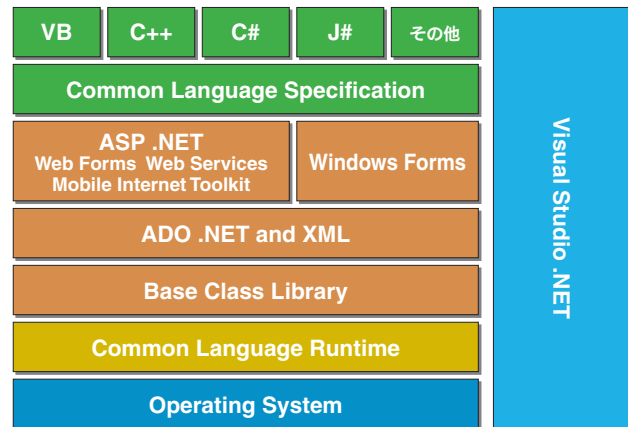 VB
C++
C#
J#
その他
Common Language Specification
ASP .NET
Web Forms Web Services
Mobile Internet Toolkit
Windows Forms
ADO .NET and XML
Base Class Library
Common Language Runtime
Operating System
Visual Studio .NET